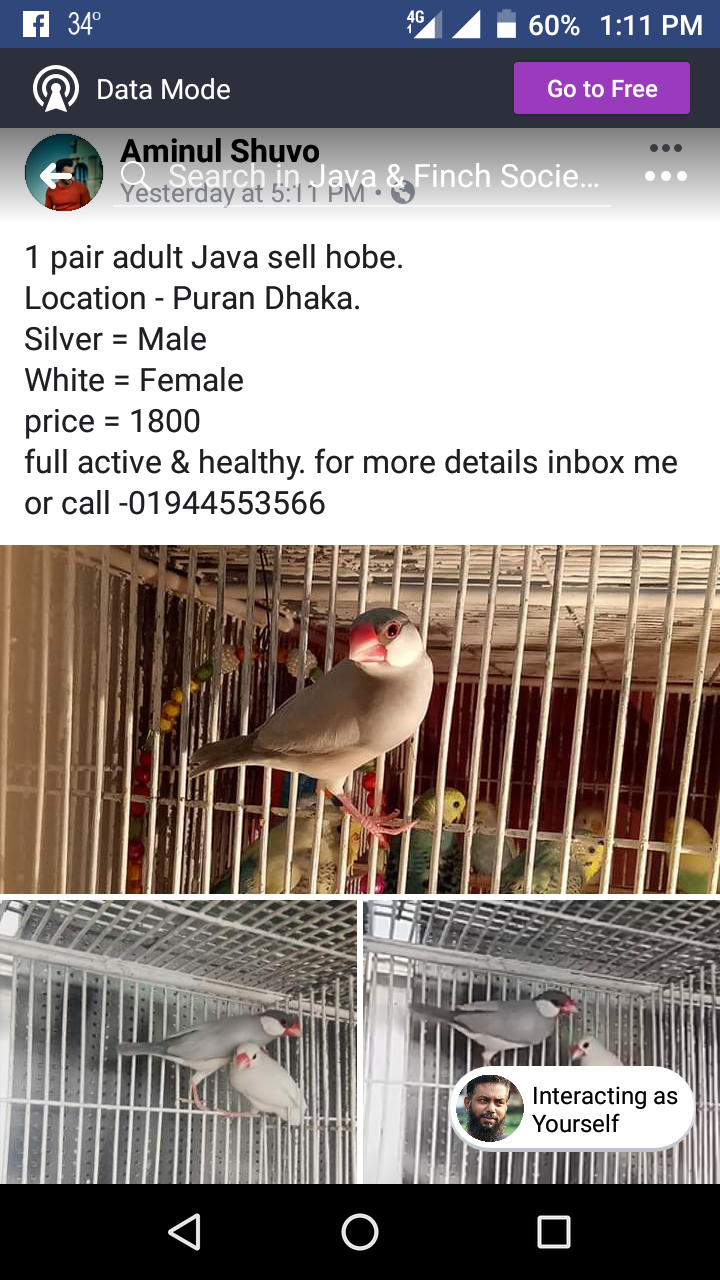 34°
4G
1
60% 1:11 PM
Data Mode
Go to Free
Aminul Shuvo
Search in Java & Finch Socie...
Yesterday at 5:11 PM •
1 pair adult Java sell hobe.
Location - Puran Dhaka.
Silver = Male
White = Female
price = 1800
full active & healthy. for more details inbox me
or call -01944553566
Interacting as
Yourself